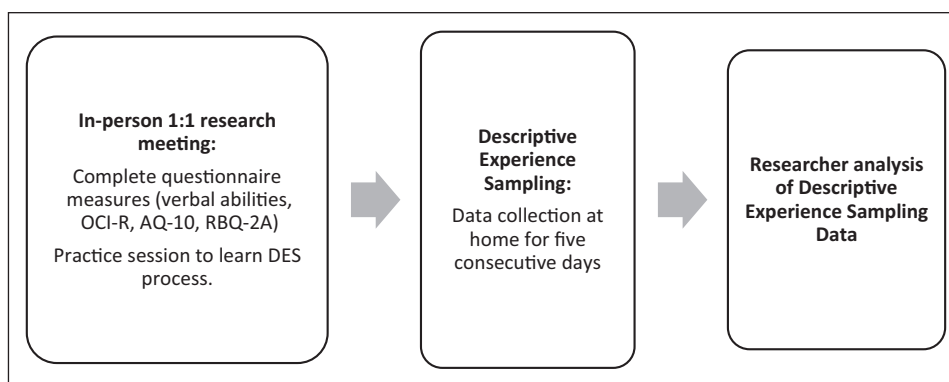 In-person 1:1 research
meeting:
Complete questionnaire
measures (verbal abilities,
OCI-R, AQ-10, RBQ-2A)
Practice session to learn DES
process.
Descriptive
Experience
Sampling:
Data collection at
home for five
consecutive days
Researcher analysis
of Descriptive
Experience Sampling
Data